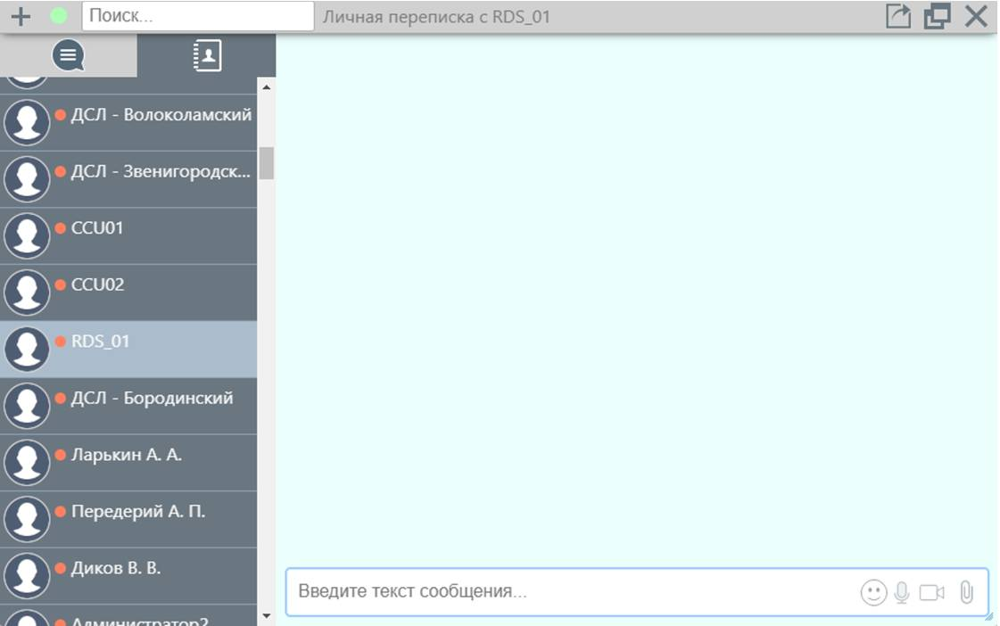 Поиск...
Личная переписка с RDS_01
ДСЛ - Волоколамский
ДСЛ - Звенигородск...
CCU01
CCU02
RDS_01
ДСЛ - Бородинский
Ларькин А. А.
Передерий А. П.
Диков В. В.
Администратор2
Введите текст сообщения...